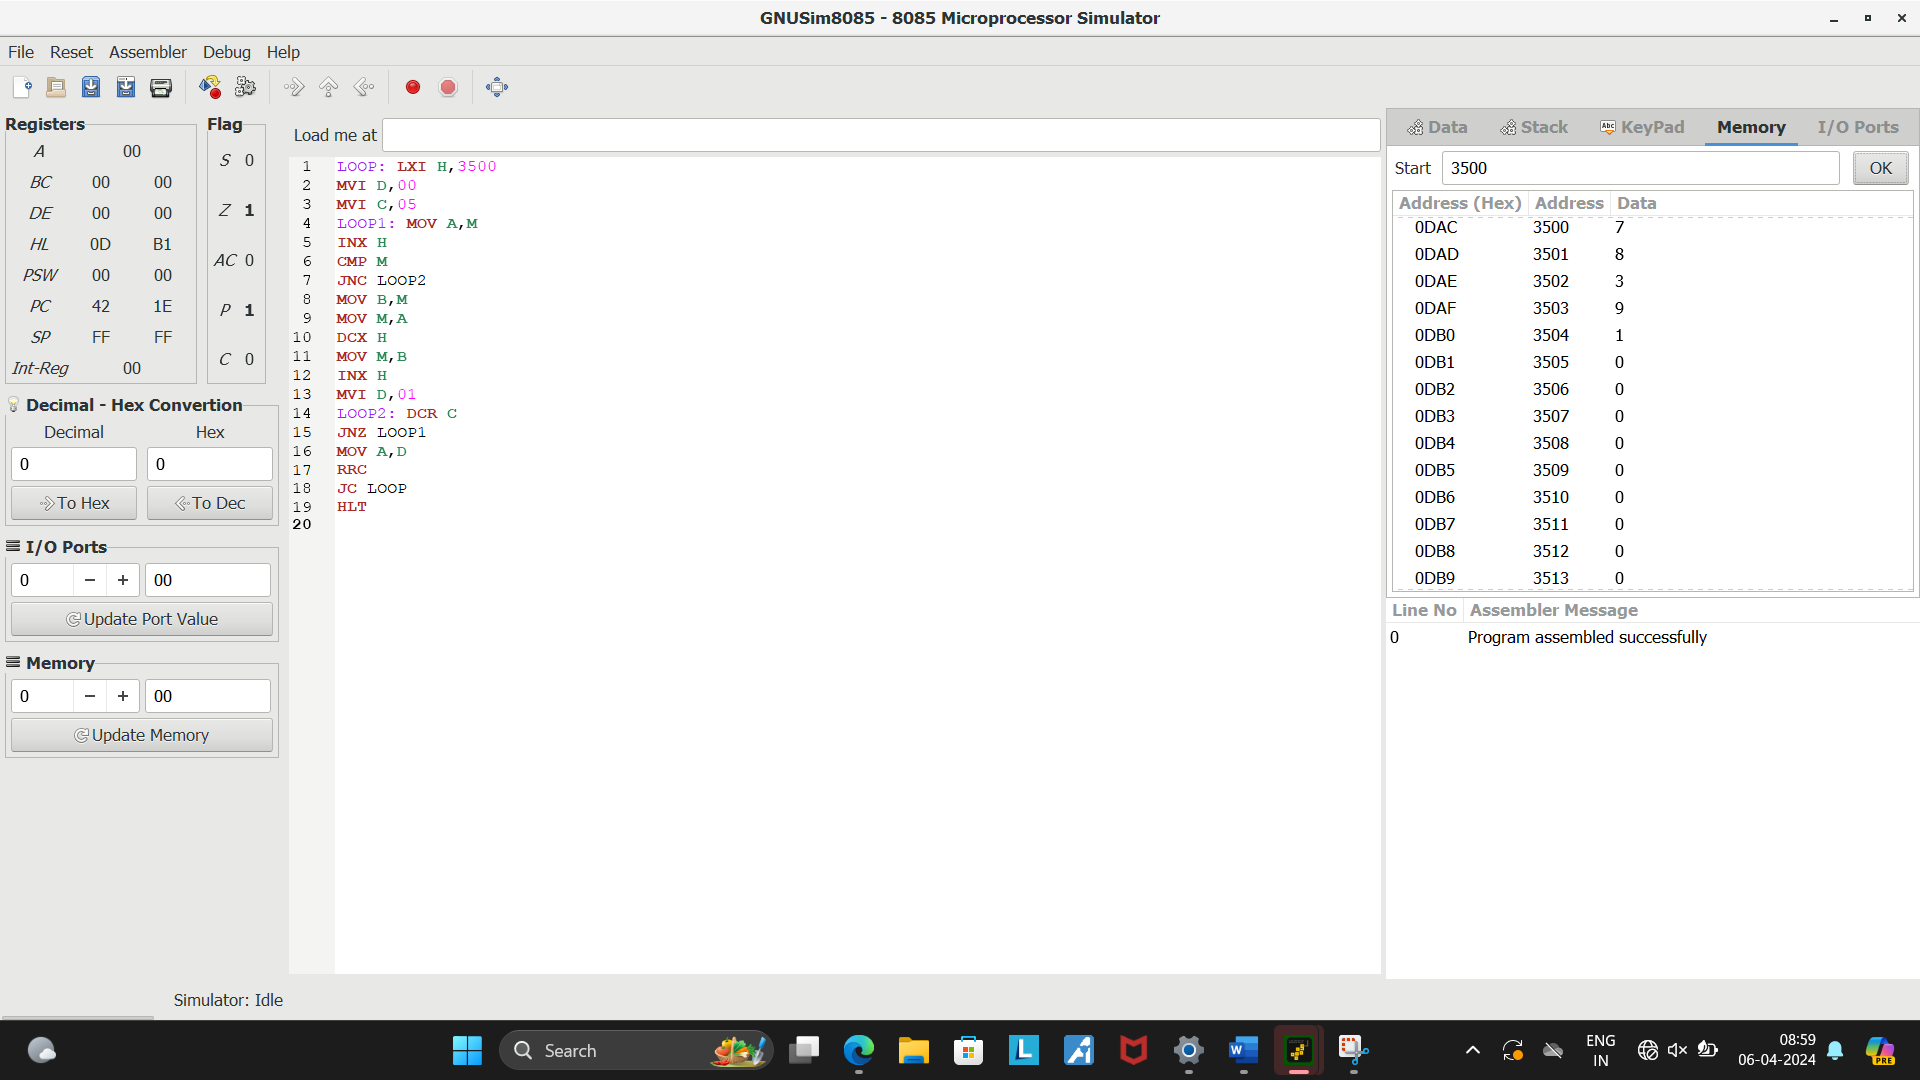 GNUSim8085 - 8085 Microprocessor Simulator
File Reset Assembler Debug Help
Registers
A 00
BC 00 00
DE 00 00
HL 0D B1
PSW 00 00
PC 42 1E
SP FF FF
Int-Reg 00
Flag
S 0
Z 1
AC 0
P 1
C 0
Decimal - Hex Convertion
Decimal Hex
0 0
To Hex To Dec
I/O Ports
0 − + 00
Update Port Value
Memory
0 − + 00
Update Memory
Load me at
1 LOOP: LXI H,3500
2 MVI D,00
3 MVI C,05
4 LOOP1: MOV A,M
5 INX H
6 CMP M
7 JNC LOOP2
8 MOV B,M
9 MOV M,A
10 DCX H
11 MOV M,B
12 INX H
13 MVI D,01
14 LOOP2: DCR C
15 JNZ LOOP1
16 MOV A,D
17 RRC
18 JC LOOP
19 HLT
20
Data Stack Abc KeyPad Memory I/O Ports
Start 3500 OK
Address (Hex) Address Data
0DAC 3500 7
0DAD 3501 8
0DAE 3502 3
0DAF 3503 9
0DB0 3504 1
0DB1 3505 0
0DB2 3506 0
0DB3 3507 0
0DB4 3508 0
0DB5 3509 0
0DB6 3510 0
0DB7 3511 0
0DB8 3512 0
0DB9 3513 0
Line No Assembler Message
0 Program assembled successfully
Simulator: Idle
Search
L
W
ENG
IN
08:59
06-04-2024
PRE